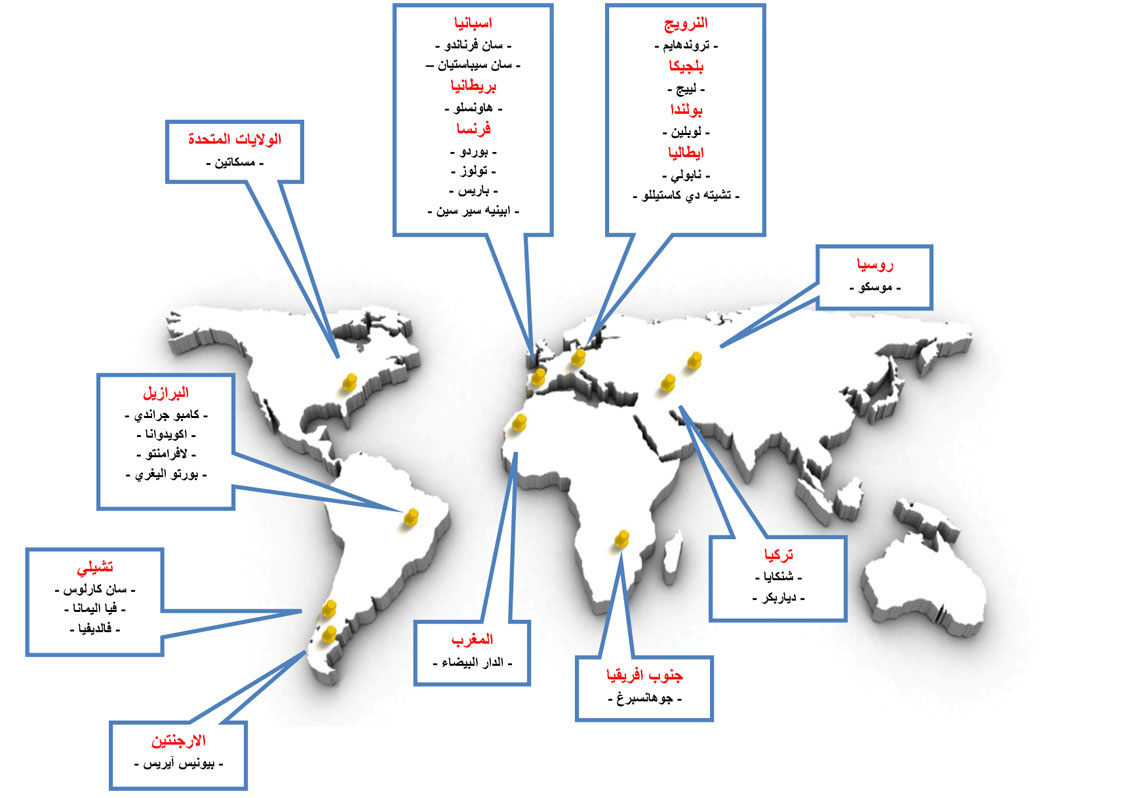 اسبانيا
- سان فرناندو -
- سان سيباستيان –
بريطانيا
- هاونسلو -
فرنسا
- بوردو -
- تولوز -
- باريس -
- ابينيه سير سين -
النرويج
- تروندهايم -
بلجيكا
- لييج -
بولندا
- لوبلين -
ايطاليا
- نابولي -
- تشيته دي كاستيللو -
الولايات المتحدة
- مسكاتين -
روسيا
- موسكو -
البرازيل
- كامبو جراندي -
- اكويدوانا -
- لافرامنتو -
- بورتو اليغري -
تشيلي
- سان كارلوس -
- فيا اليمانا -
- فالديفيا -
تركيا
- شنكايا -
- دياربكر -
المغرب
- الدار البيضاء -
جنوب افريقيا
- جوهانسبرغ -
الارجنتين
- بيونيس آيريس -